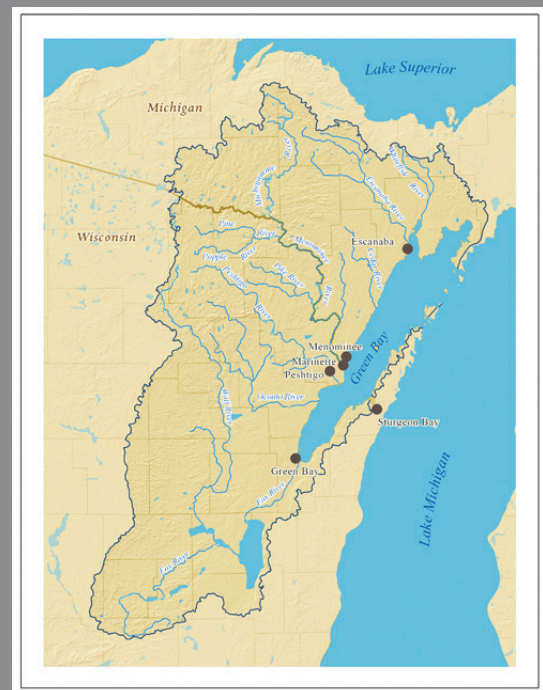 Lake Superior
Michigan
Michigamme
River
Whitefish
River
Escanaba River
Wisconsin
Pine
River
Menominee
River
Escanaba
Popple
River
Cedar River
Pike River
Peshtigo
River
Menominee
Marinette
Peshtigo
Green Bay
Wolf River
Oconto River
Sturgeon Bay
Green Bay
Fox River
Lake Michigan
Fox River